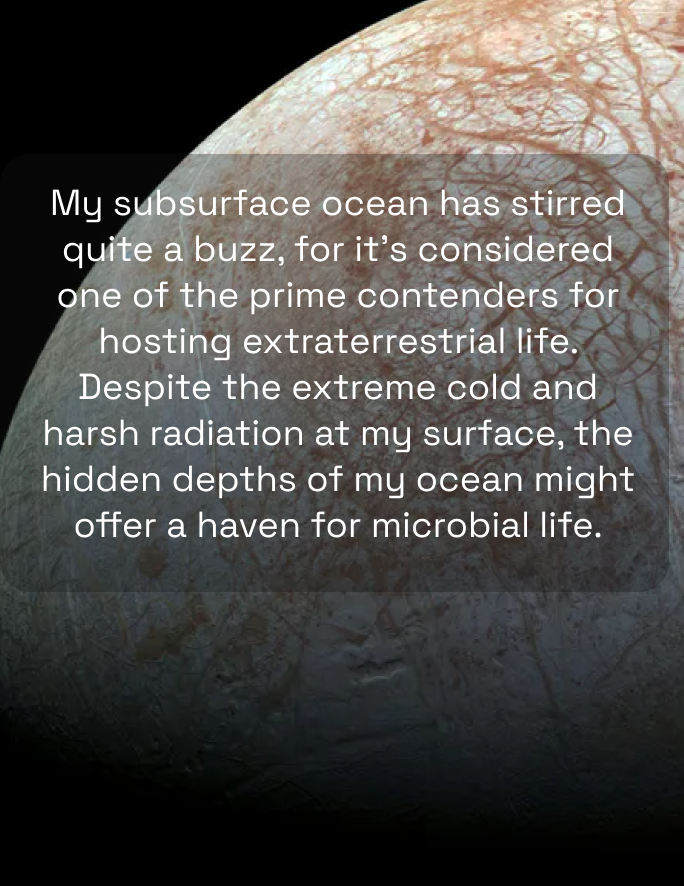 My subsurface ocean has stirred
quite a buzz, for it's considered
one of the prime contenders for
hosting extraterrestrial life.
Despite the extreme cold and
harsh radiation at my surface, the
hidden depths of my ocean might
offer a haven for microbial life.